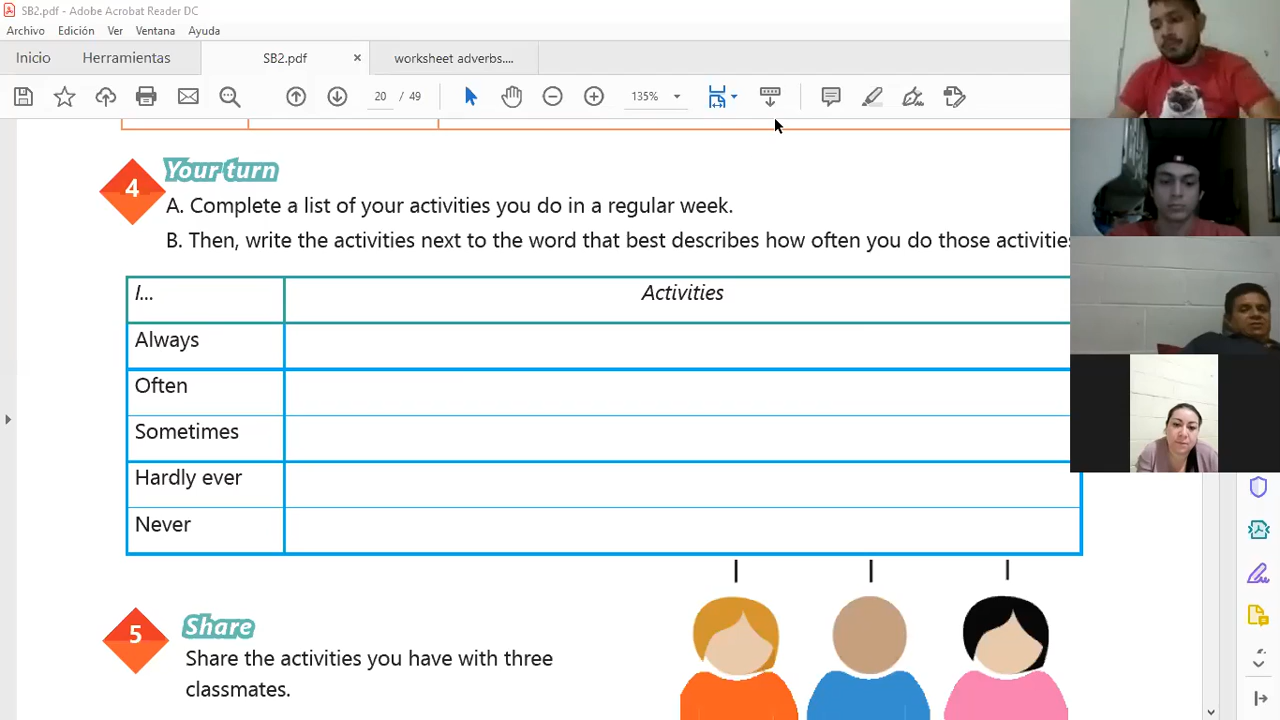 SB2.pdf - Adobe Acrobat Reader DC
Archivo Edición Ver Ventana Ayuda
Inicio Herramientas SB2.pdf × worksheet adverbs....
20 / 49 135%
4 Your turn
A. Complete a list of your activities you do in a regular week.
B. Then, write the activities next to the word that best describes how often you do those activitie
I... Activities
Always
Often
Sometimes
Hardly ever
Never
5 Share
Share the activities you have with three
classmates.